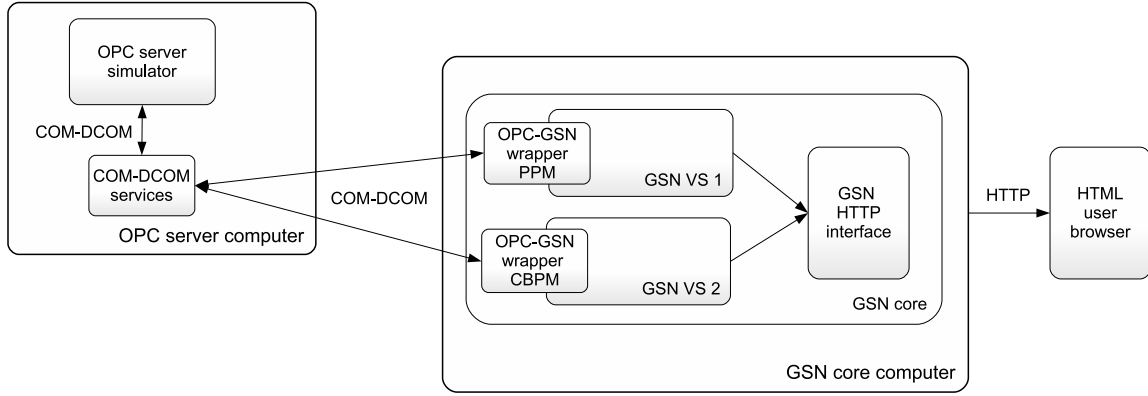 OPC server
simulator
COM-DCOM
COM-DCOM
services
OPC server computer
COM-DCOM
OPC-GSN
wrapper
PPM
GSN VS 1
OPC-GSN
wrapper
CBPM
GSN VS 2
GSN
HTTP
interface
GSN core
GSN core computer
HTTP
HTML
user
browser